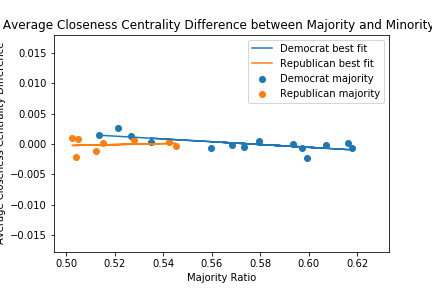 Average Closeness Centrality Difference between Majority and Minority
Democrat best fit
Republican best fit
Democrat majority
Republican majority
0.015
0.010
0.005
0.000
−0.005
−0.010
−0.015
Average Closeness Centrality Difference
0.50 0.52 0.54 0.56 0.58 0.60 0.62
Majority Ratio